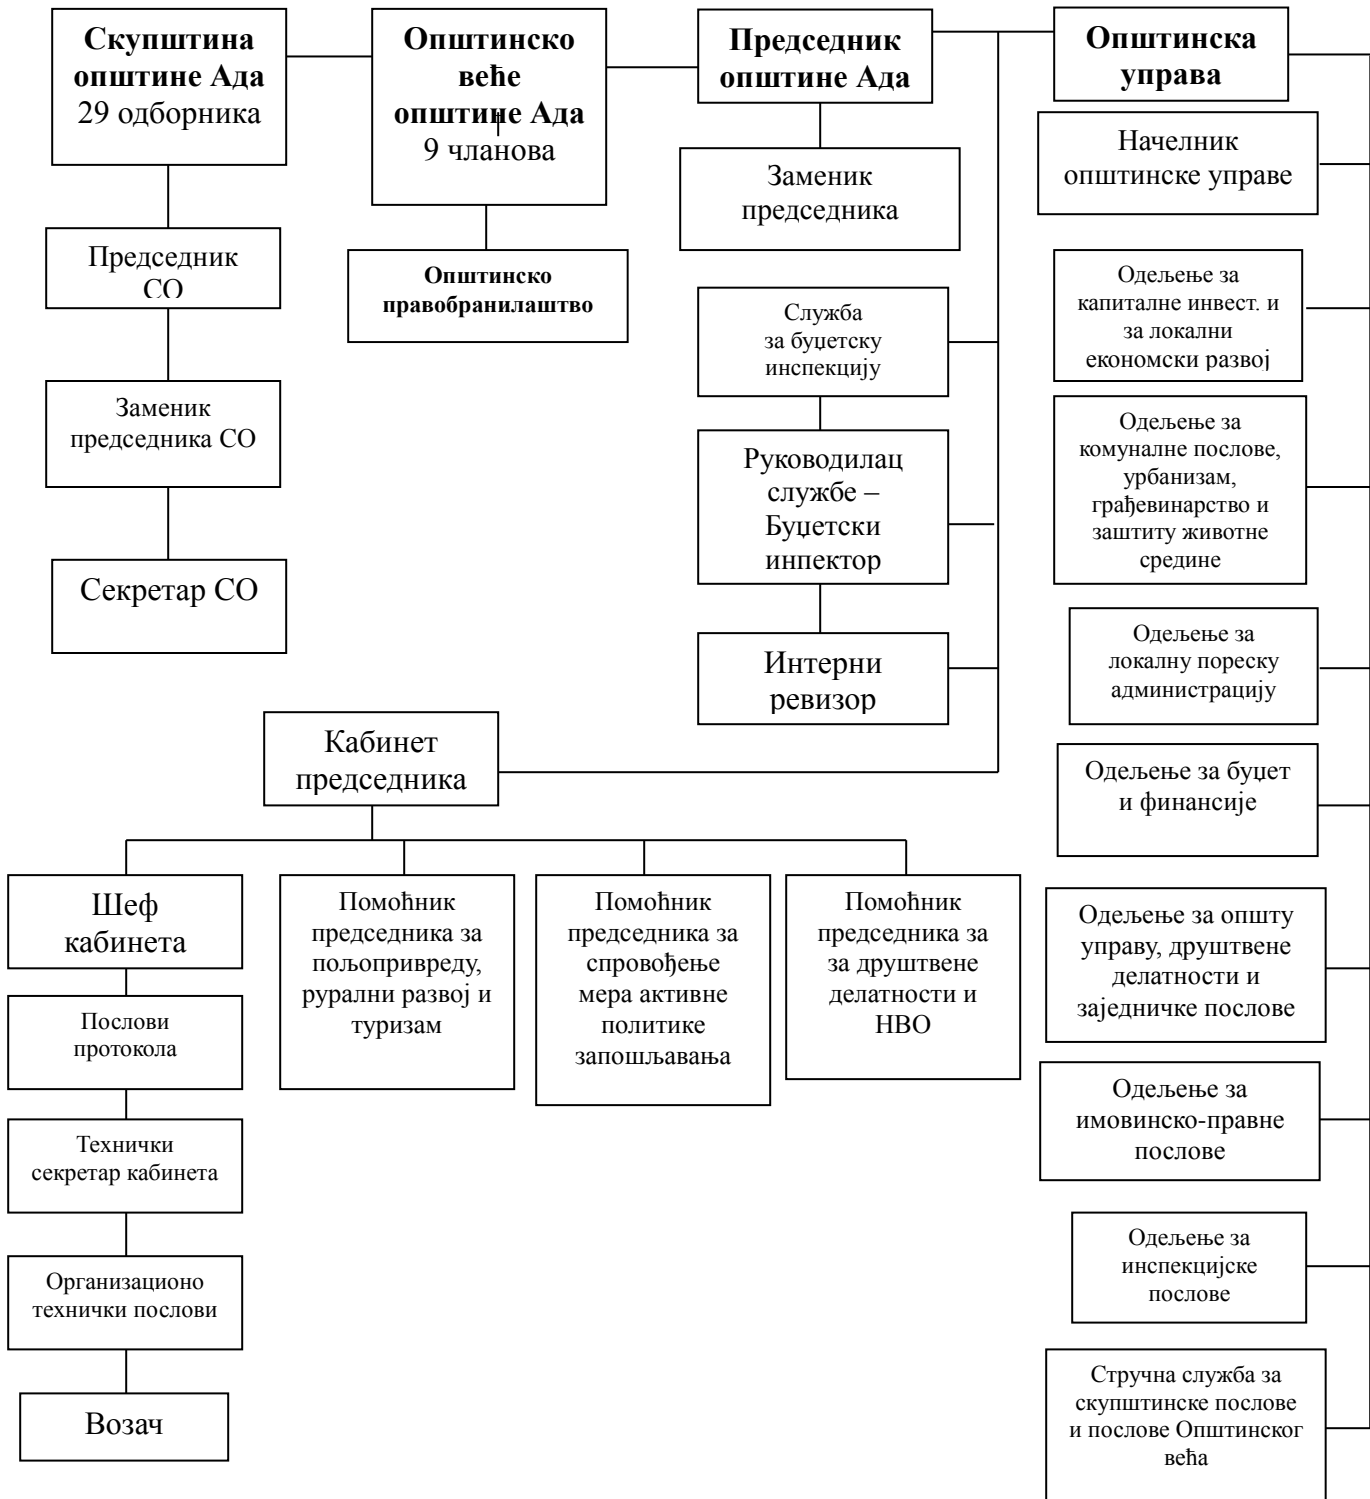 Скупштина
општине Ада
29 одборника
Општинско
веће
општине Ада
9 чланова
Председник
општине Ада
Општинска
управа
Начелник
општинске управе
Заменик
председника
Председник
СО
Општинско
правобранилаштво
Одељење за
капиталне инвест. и
за локални
економски развој
Служба
за буџетску
инспекцију
Заменик
председника СО
Одељење за
комуналне послове,
урбанизам,
грађевинарство и
заштиту животне
средине
Руководилац
службе –
Буџетски
инпектор
Секретар СО
Одељење за
локалну пореску
администрацију
Интерни
ревизор
Кабинет
председника
Одељење за буџет
и финансије
Шеф
кабинета
Помоћник
председника за
пољопривреду,
рурални развој и
туризам
Помоћник
председника за
спровођење
мера активне
политике
запошљавања
Помоћник
председника за
за друштвене
делатности и
НВО
Одељење за општу
управу, друштвене
делатности и
заједничке послове
Послови
протокола
Одељење за
имовинско-правне
послове
Технички
секретар кабинета
Одељење за
инспекцијске
послове
Организационо
технички послови
Стручна служба за
скупштинске послове
и послове Општинског
већа
Возач